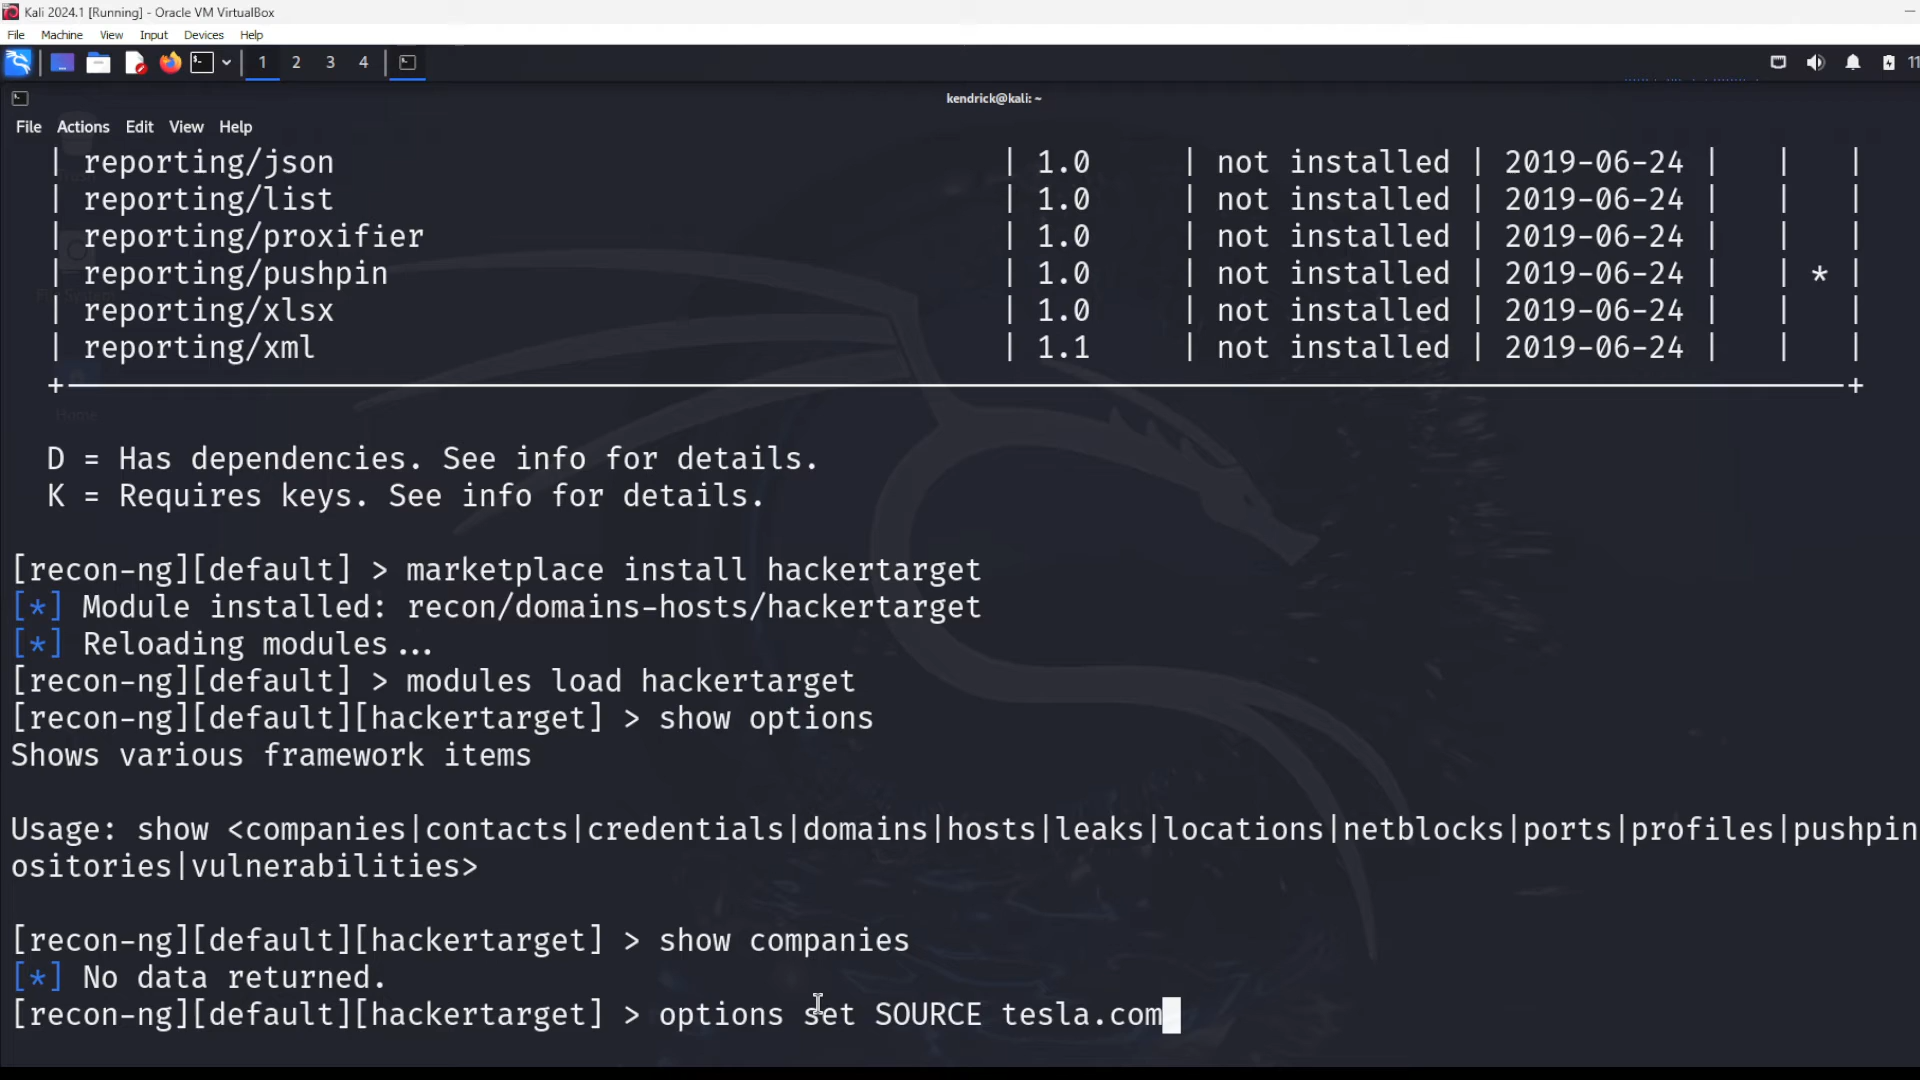 Kali 2024.1 [Running] - Oracle VM VirtualBox
File Machine View Input Devices Help
1 2 3 4 11
kendrick@kali: ~
File Actions Edit View Help
| reporting/json | 1.0 | not installed | 2019-06-24 | | |
| reporting/list | 1.0 | not installed | 2019-06-24 | | |
| reporting/proxifier | 1.0 | not installed | 2019-06-24 | | |
| reporting/pushpin | 1.0 | not installed | 2019-06-24 | | * |
| reporting/xlsx | 1.0 | not installed | 2019-06-24 | | |
| reporting/xml | 1.1 | not installed | 2019-06-24 | | |
Home
D = Has dependencies. See info for details.
K = Requires keys. See info for details.
[recon-ng][default] > marketplace install hackertarget
[*] Module installed: recon/domains-hosts/hackertarget
[*] Reloading modules...
[recon-ng][default] > modules load hackertarget
[recon-ng][default][hackertarget] > show options
Shows various framework items
Usage: show <companies|contacts|credentials|domains|hosts|leaks|locations|netblocks|ports|profiles|pushpin
ositories|vulnerabilities>
[recon-ng][default][hackertarget] > show companies
[*] No data returned.
[recon-ng][default][hackertarget] > options set SOURCE tesla.com